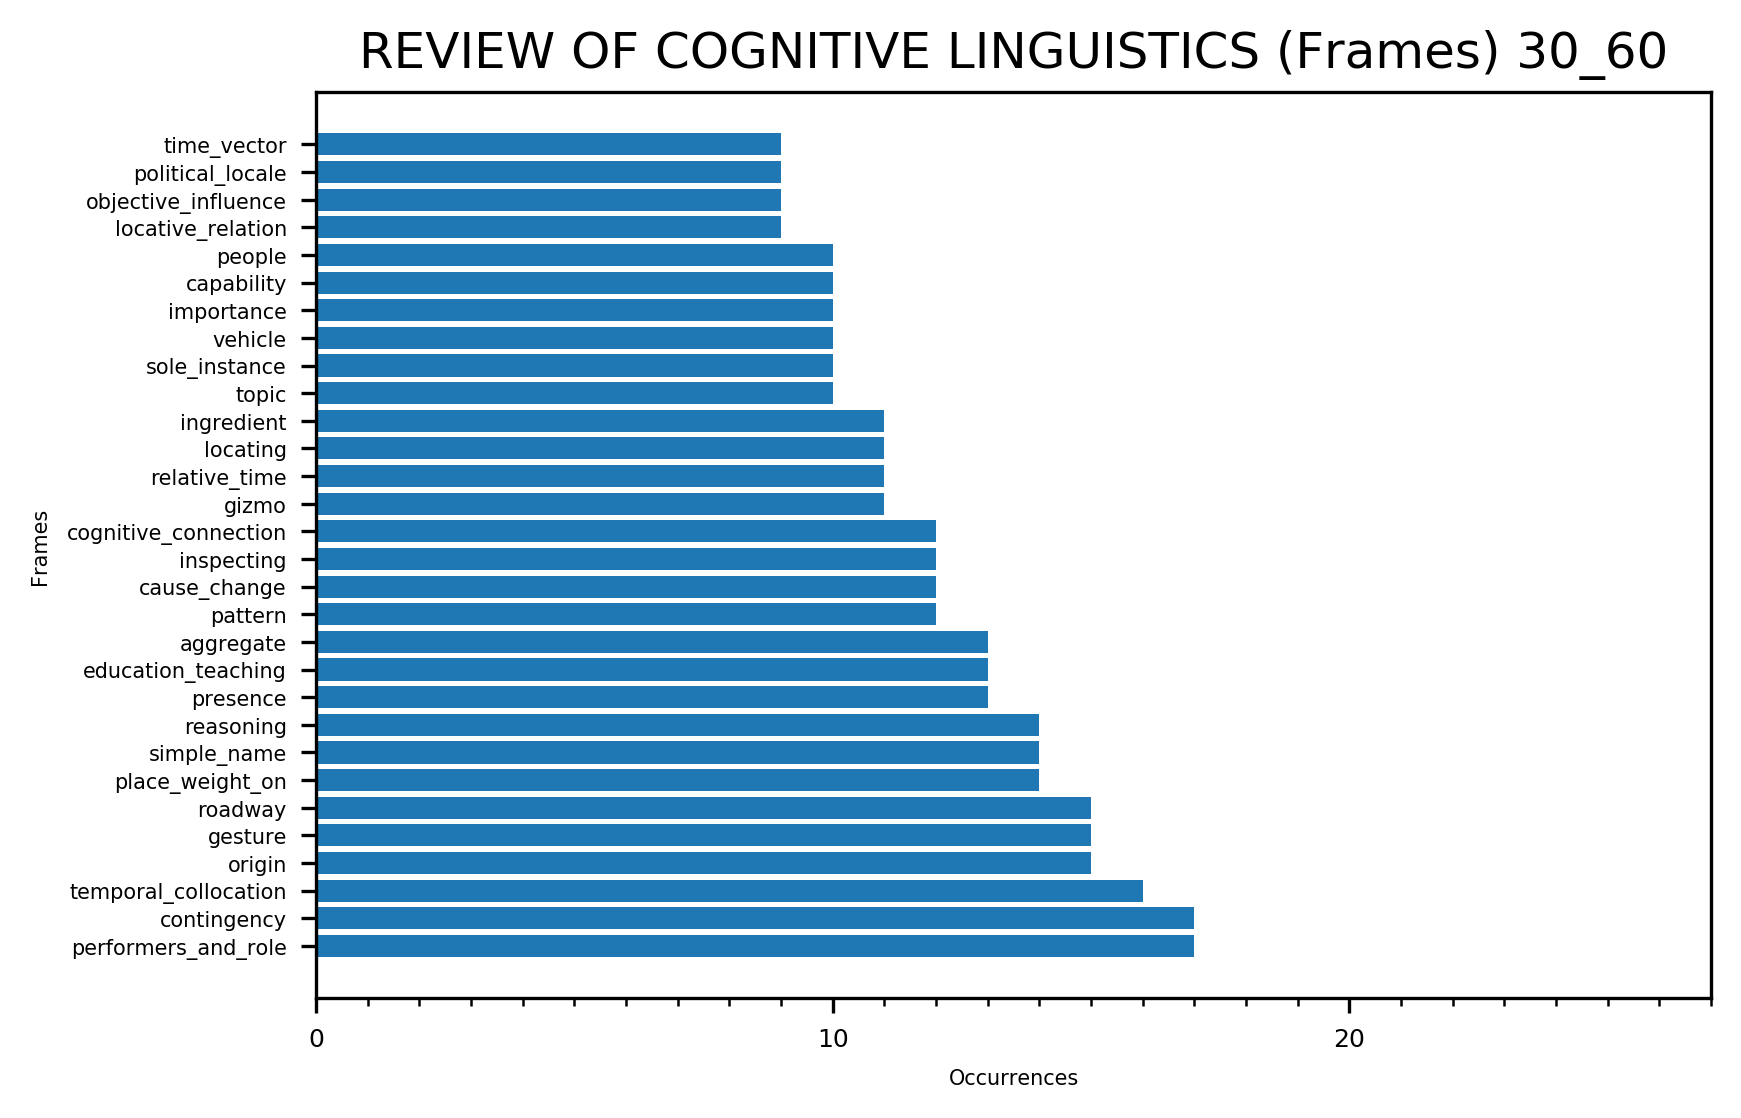 REVIEW OF COGNITIVE LINGUISTICS (Frames) 30_60
time_vector
political_locale
objective_influence
locative_relation
people
capability
importance
vehicle
sole_instance
topic
ingredient
locating
relative_time
gizmo
cognitive_connection
inspecting
cause_change
pattern
aggregate
education_teaching
presence
reasoning
simple_name
place_weight_on
roadway
gesture
origin
temporal_collocation
contingency
performers_and_role
Frames
0 10 20
Occurrences